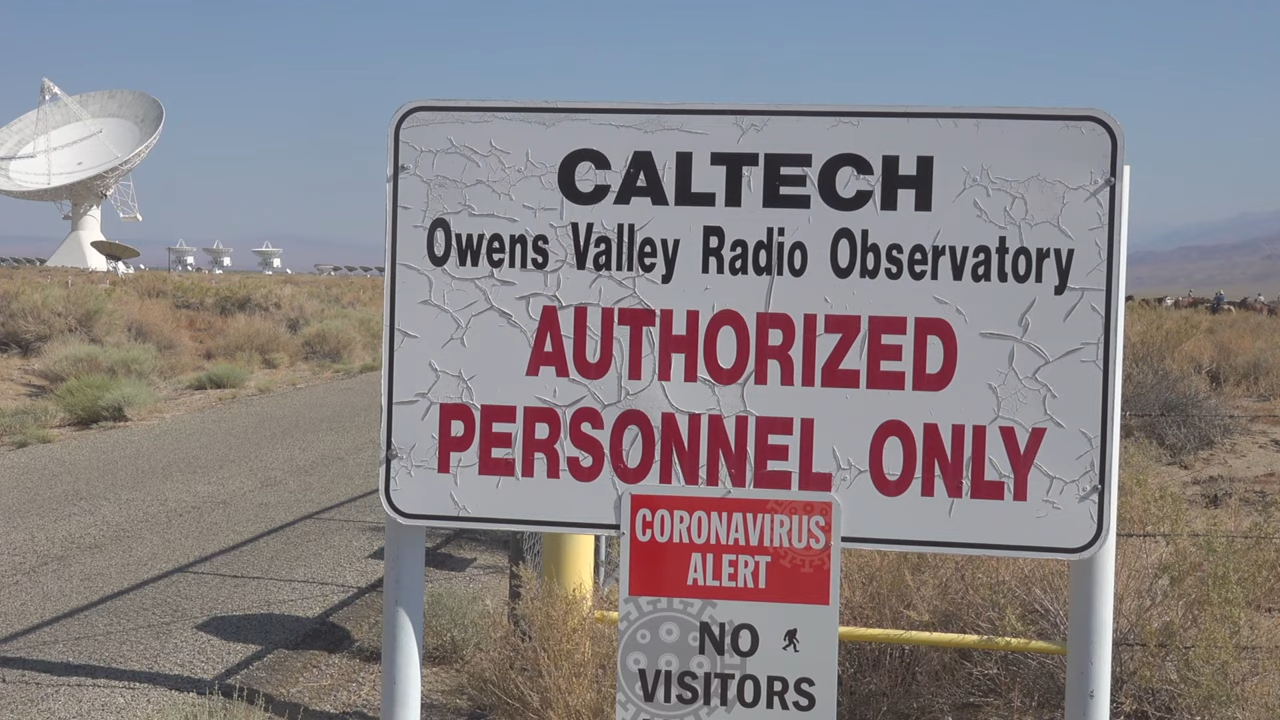 CALTECH
Owens Valley Radio Observatory
AUTHORIZED
PERSONNEL ONLY
CORONAVIRUS
ALERT
NO
VISITORS